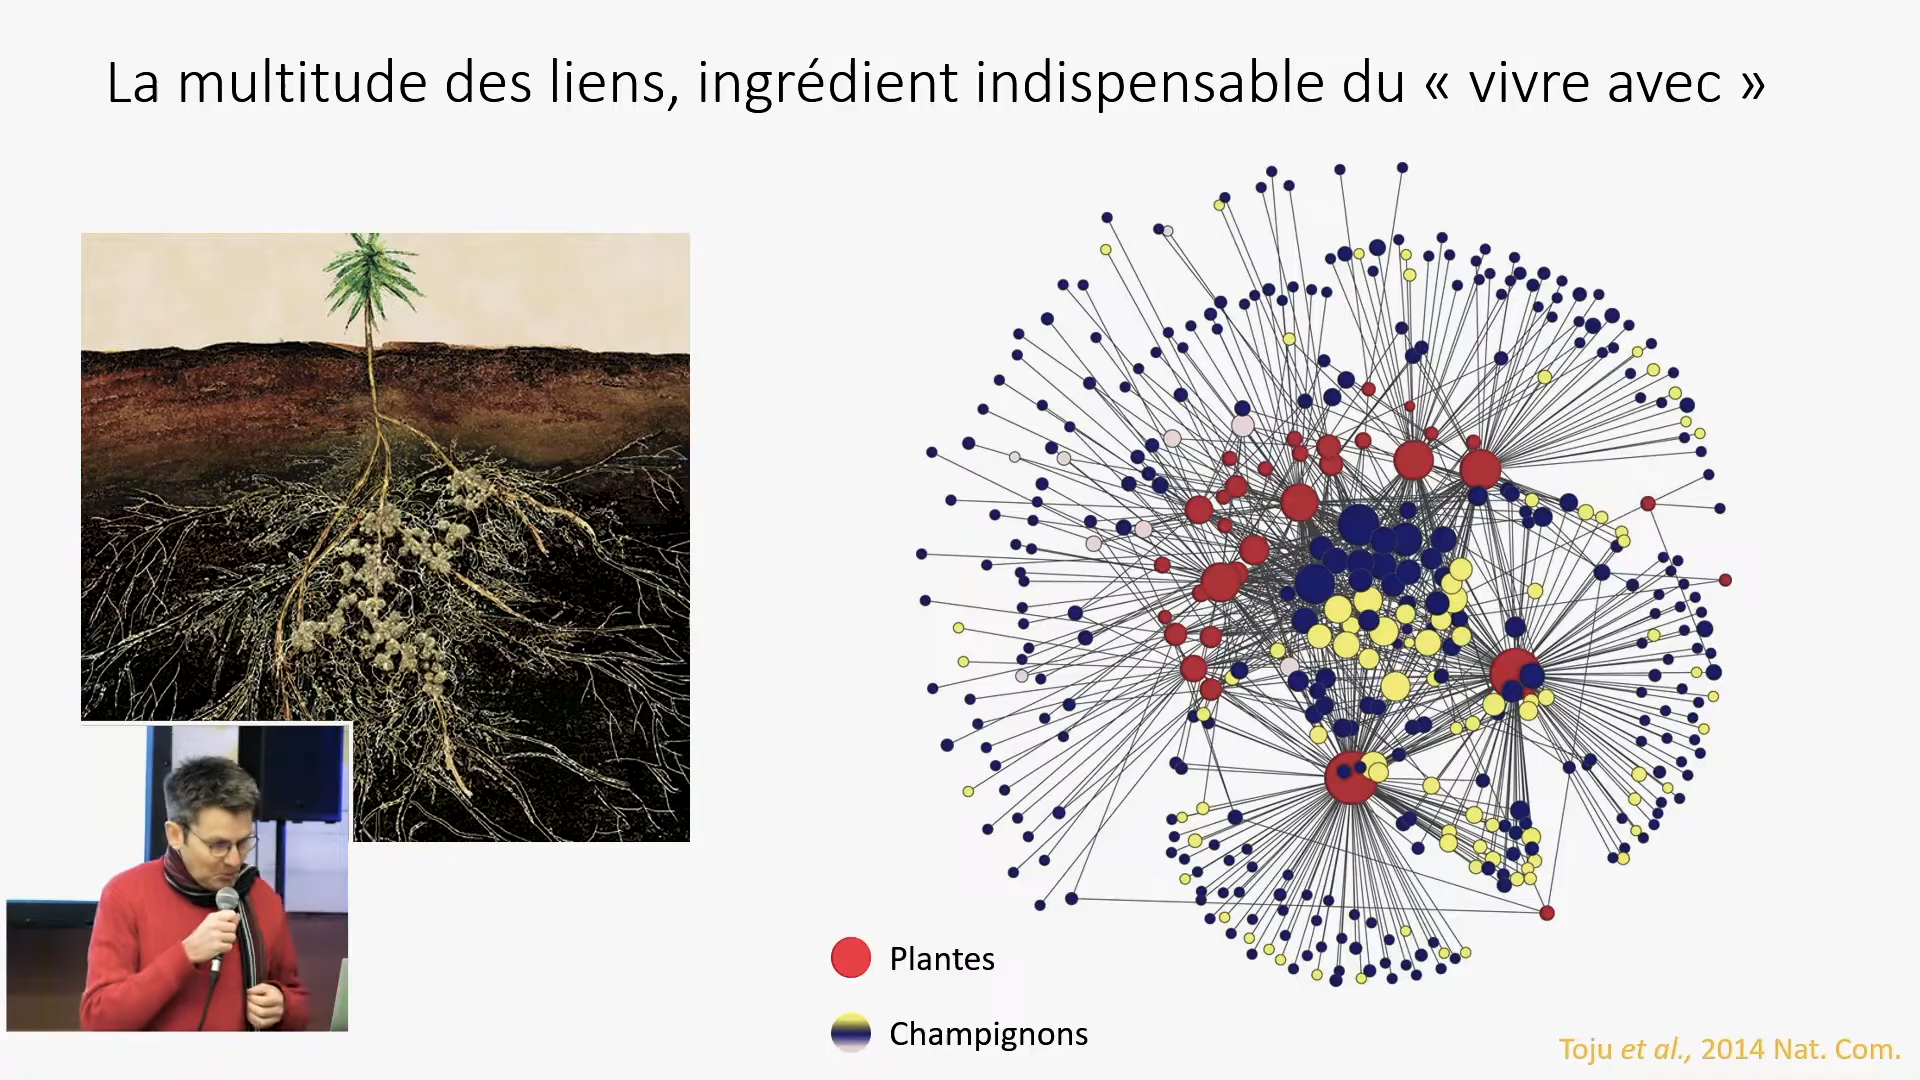 La multitude des liens, ingrédient indispensable du « vivre avec »
Plantes
Champignons
Toju et al., 2014 Nat. Com.